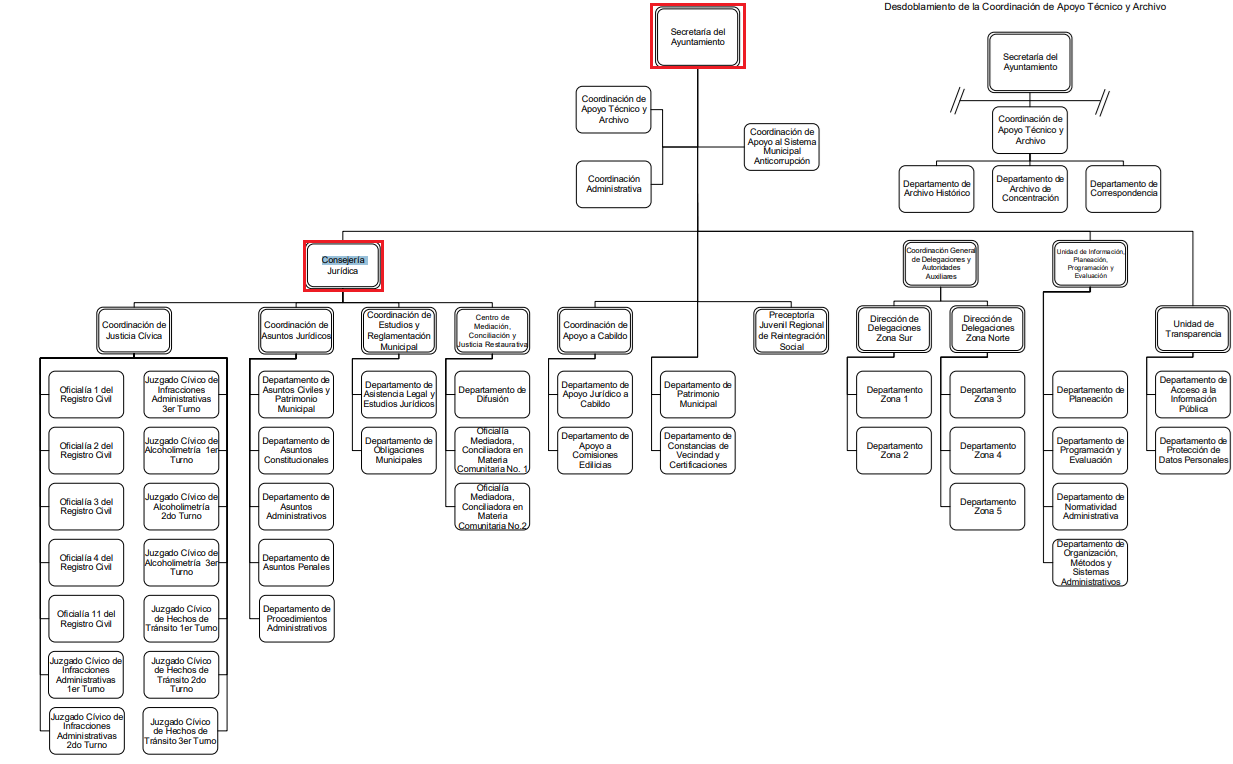 Desdoblamiento de la Coordinación de Apoyo Técnico y Archivo
Secretaría del
Ayuntamiento
Secretaría del
Ayuntamiento
Coordinación de
Apoyo Técnico y
Archivo
Coordinación de
Apoyo al Sistema
Municipal
Anticorrupción
Coordinación
Administrativa
Coordinación de
Apoyo Técnico y
Archivo
Departamento de
Archivo Histórico
Departamento de
Archivo de
Concentración
Departamento de
Correspondencia
Consejería
Jurídica
Coordinación General
de Delegaciones y
Autoridades
Auxiliares
Unidad de Información,
Planeación,
Programación y
Evaluación
Coordinación de
Justicia Cívica
Coordinación de
Asuntos Jurídicos
Coordinación de
Estudios y
Reglamentación
Municipal
Centro de
Mediación,
Conciliación y
Justicia Restaurativa
Coordinación de
Apoyo a Cabildo
Preceptoría
Juvenil Regional
de Reintegración
Social
Dirección de
Delegaciones
Zona Sur
Dirección de
Delegaciones
Zona Norte
Unidad de
Transparencia
Oficialía 1 del
Registro Civil
Juzgado Cívico de
Infracciones
Administrativas
3er Turno
Departamento de
Asuntos Civiles y
Patrimonio
Municipal
Departamento de
Asistencia Legal y
Estudios Jurídicos
Departamento de
Difusión
Departamento de
Apoyo Jurídico a
Cabildo
Departamento de
Patrimonio
Municipal
Departamento
Zona 1
Departamento
Zona 3
Departamento
de Planeación
Departamento de
Acceso a la
Información
Pública
Oficialía 2 del
Registro Civil
Juzgado Cívico de
Alcoholimetría 1er
Turno
Departamento de
Asuntos
Constitucionales
Departamento de
Obligaciones
Municipales
Oficialía
Mediadora,
Conciliadora en
Materia
Comunitaria No. 1
Departamento de
Apoyo a
Comisiones
Edilicias
Departamento de
Constancias de
Vecindad y
Certificaciones
Departamento
Zona 2
Departamento
Zona 4
Departamento de
Programación y
Evaluación
Departamento
de Protección de
Datos Personales
Oficialía 3 del
Registro Civil
Juzgado Cívico de
Alcoholimetría
2do Turno
Departamento de
Asuntos
Administrativos
Oficialía
Mediadora,
Conciliadora en
Materia
Comunitaria No.2
Departamento
Zona 5
Departamento de
Normatividad
Administrativa
Oficialía 4 del
Registro Civil
Juzgado Cívico de
Alcoholimetría 3er
Turno
Departamento de
Asuntos Penales
Departamento de
Organización,
Métodos y
Sistemas
Administrativos
Oficialía 11 del
Registro Civil
Juzgado Cívico
de Hechos de
Tránsito 1er Turno
Departamento de
Procedimientos
Administrativos
Juzgado Cívico de
Infracciones
Administrativas
1er Turno
Juzgado Cívico
de Hechos de
Tránsito 2do
Turno
Juzgado Cívico de
Infracciones
Administrativas
2do Turno
Juzgado Cívico
de Hechos de
Tránsito 3er Turno